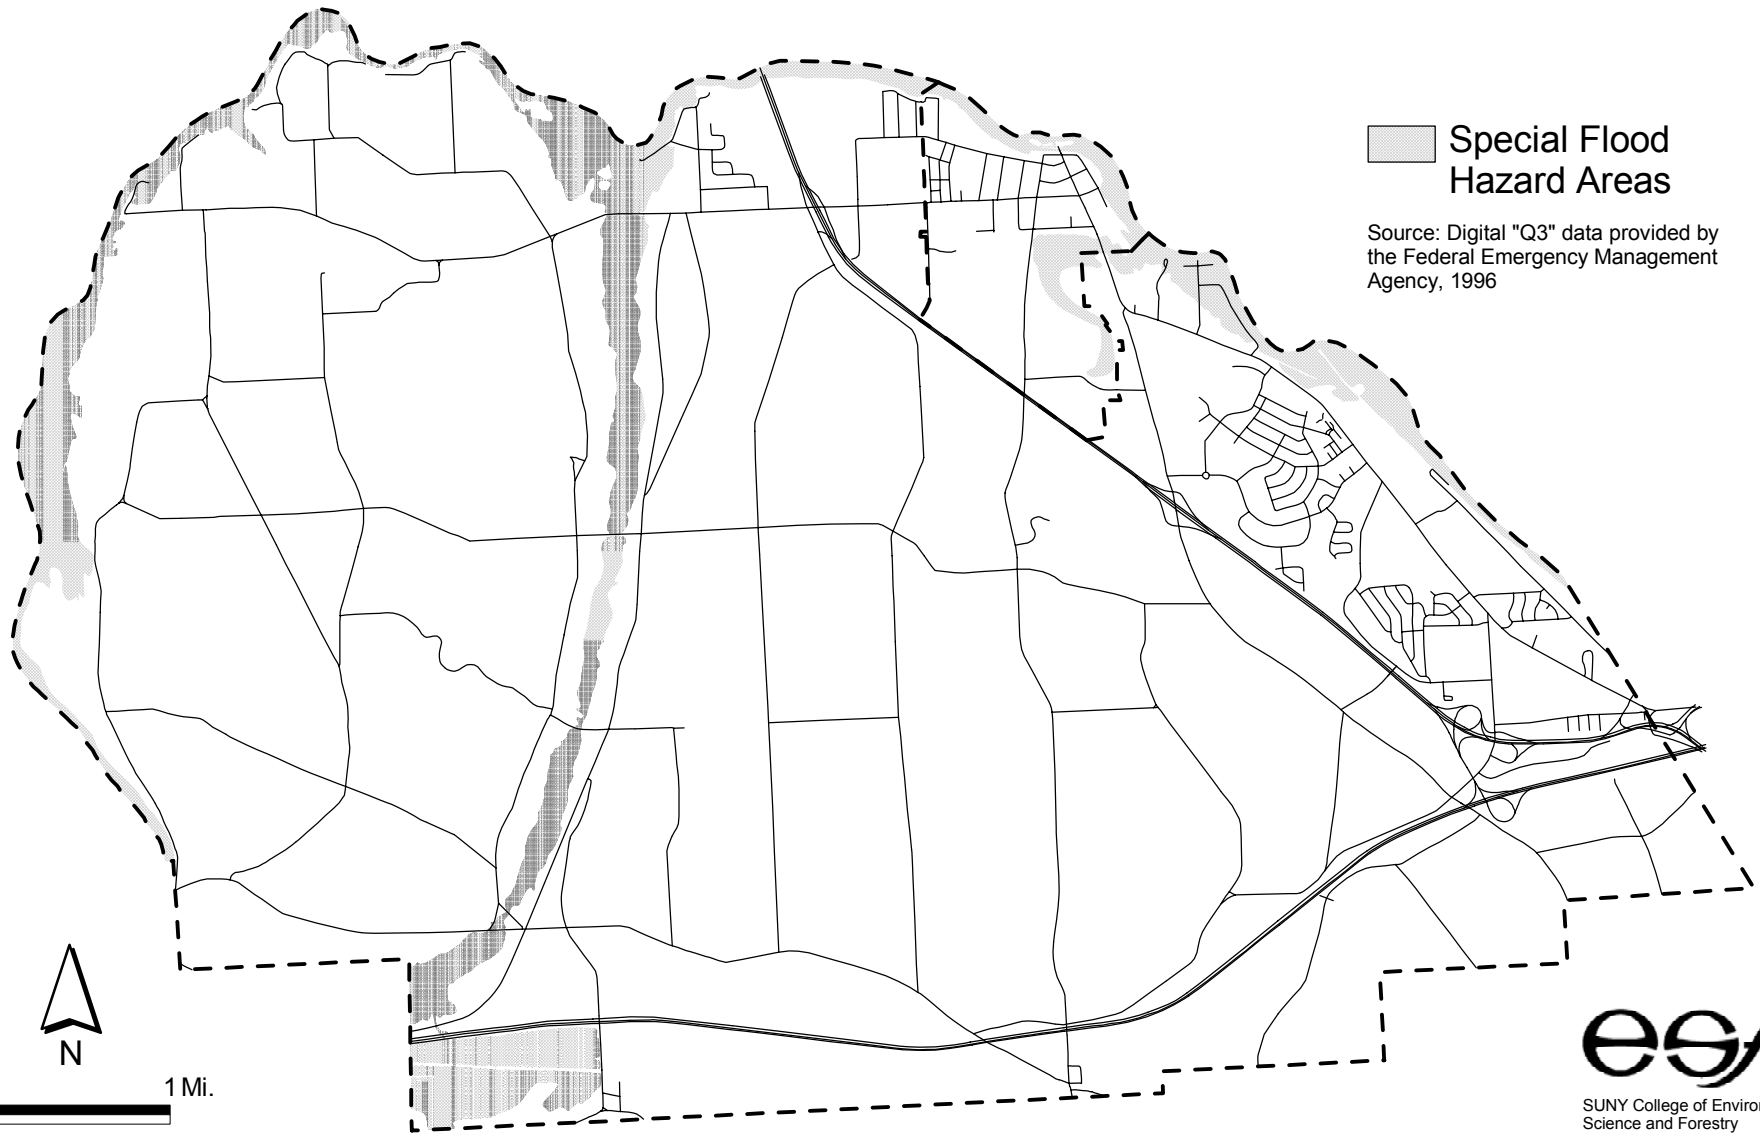 Special Flood
Hazard Areas
Source: Digital "Q3" data provided by
the Federal Emergency Management
Agency, 1996
N
1 Mi.
esf
SUNY College of Environ
Science and Forestry